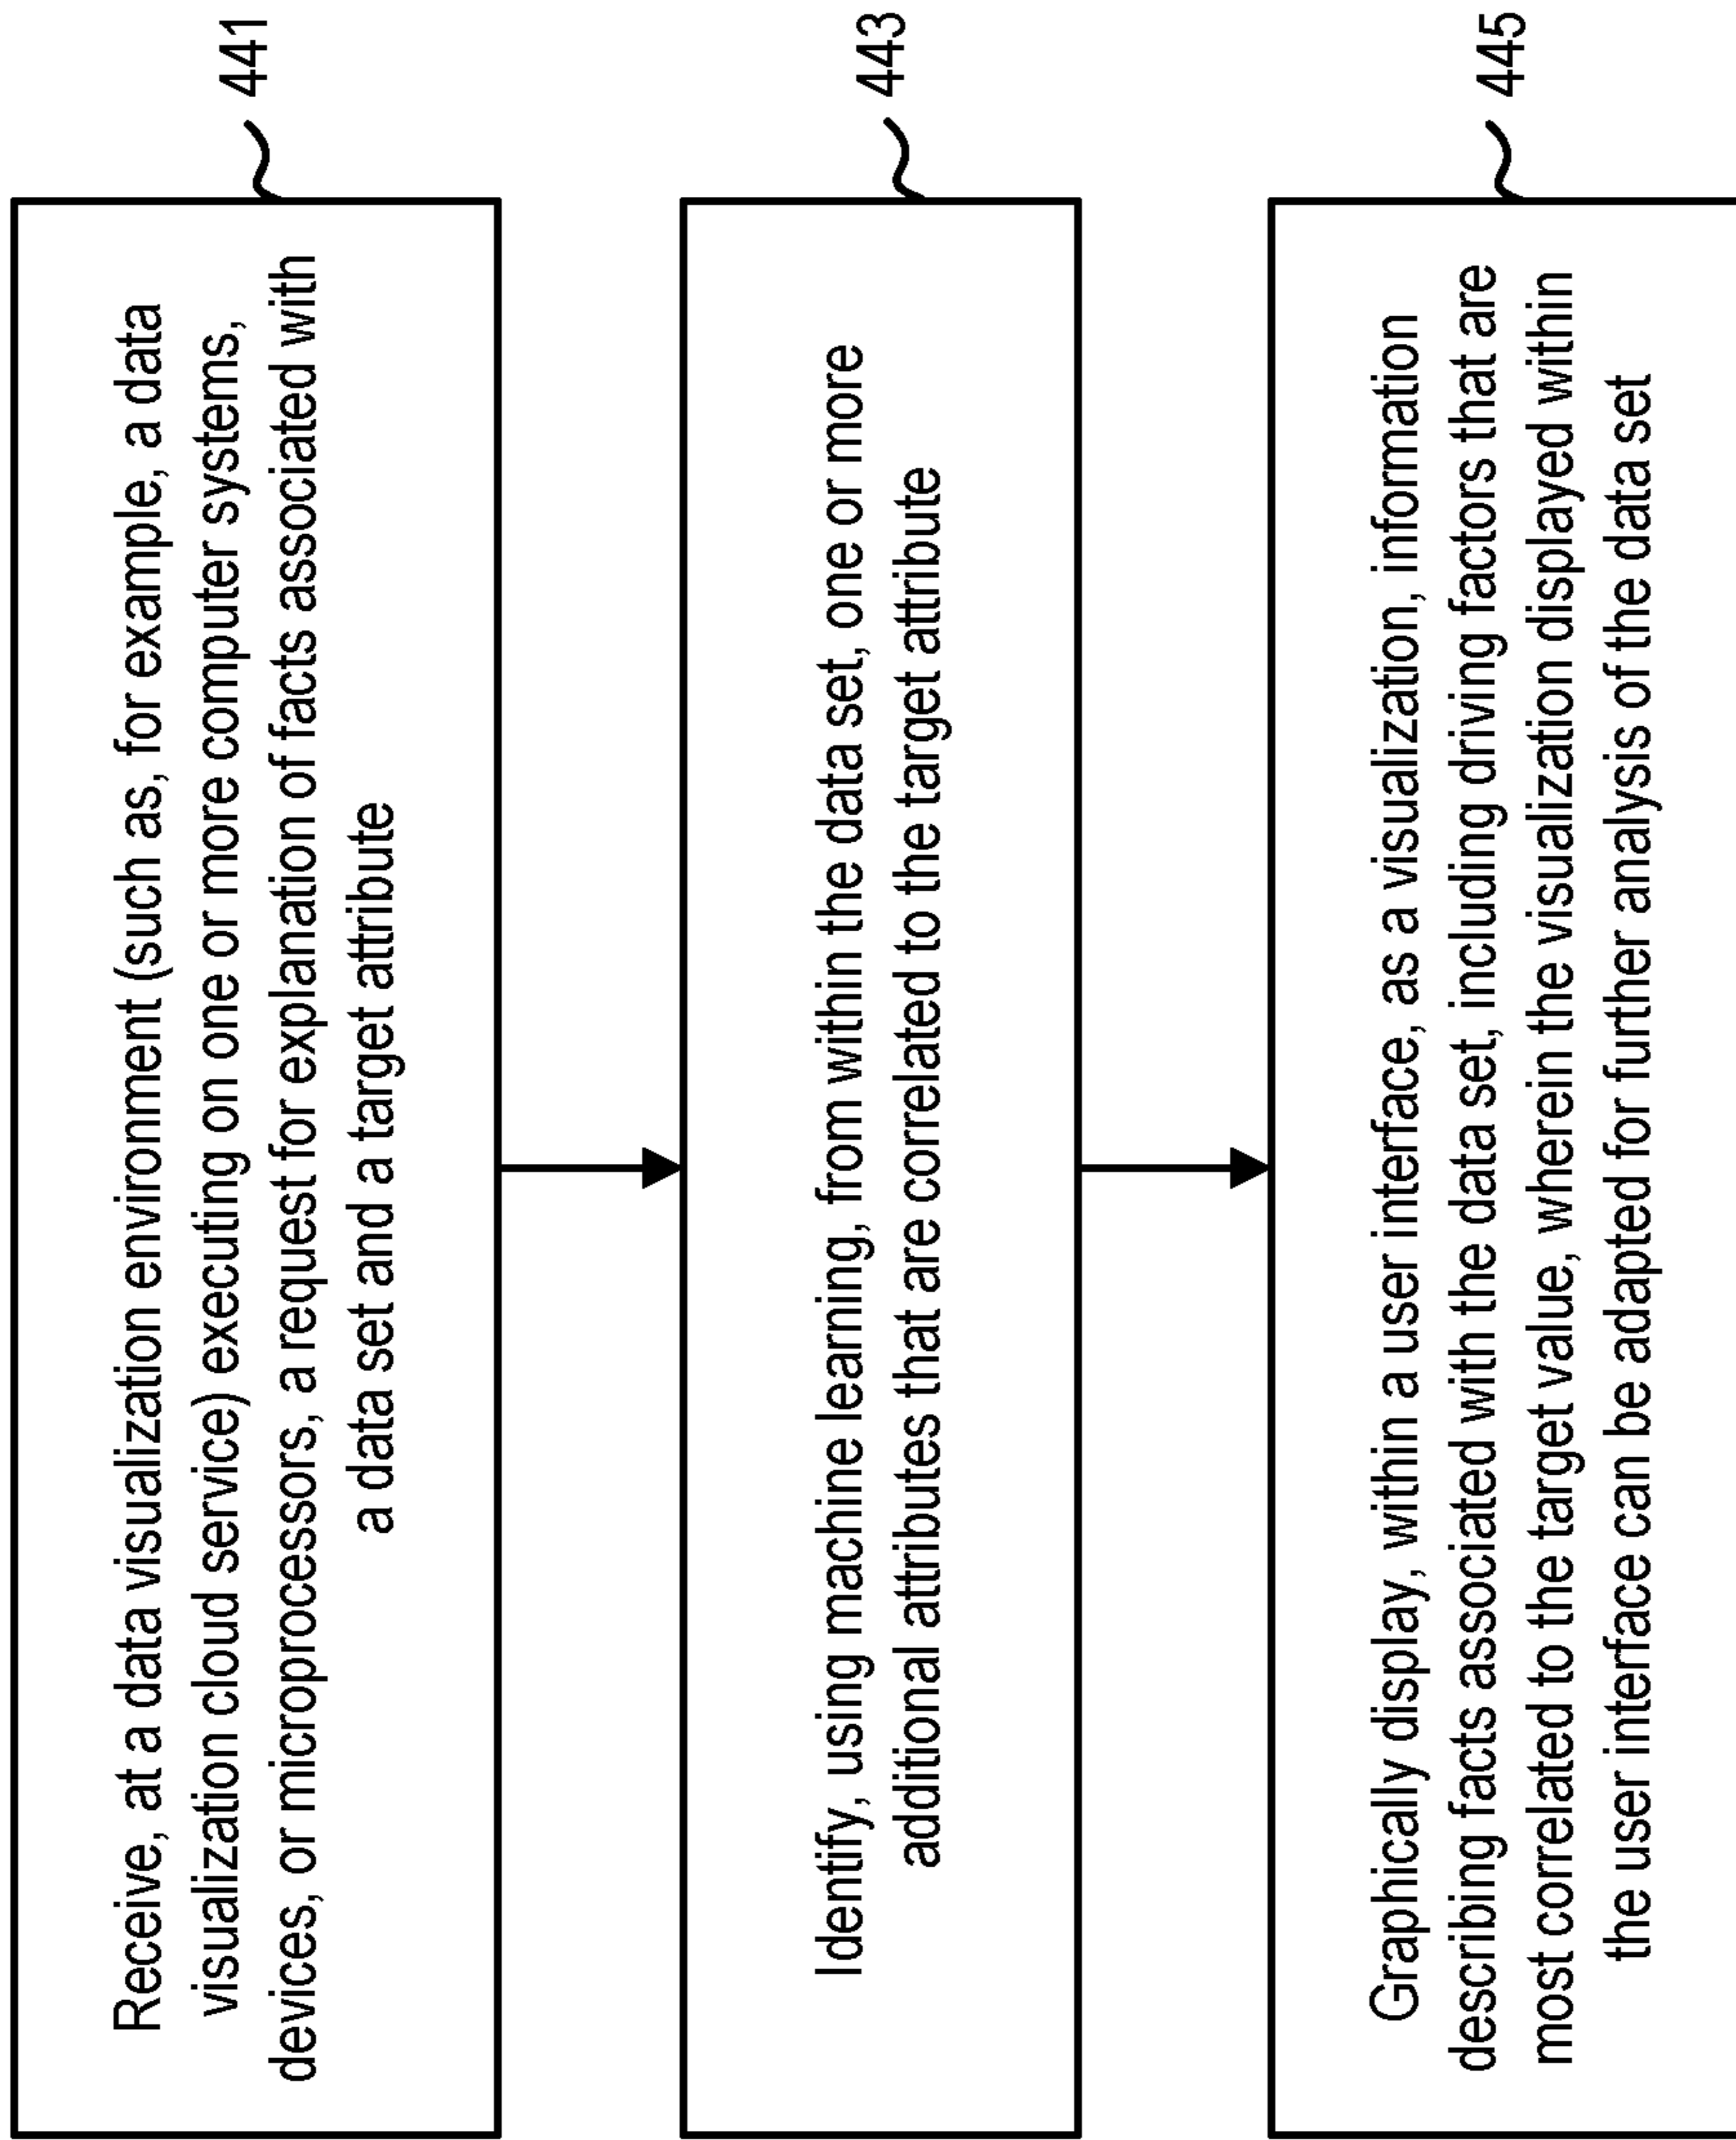 Receive, at a data visualization environment (such as, for example, a data
visualization cloud service) executing on one or more computer systems,
devices, or microprocessors, a request for explanation of facts associated with
a data set and a target attribute
441
Identify, using machine learning, from within the data set, one or more
additional attributes that are correlated to the target attribute
443
Graphically display, within a user interface, as a visualization, information
describing facts associated with the data set, including driving factors that are
most correlated to the target value, wherein the visualization displayed within
the user interface can be adapted for further analysis of the data set
445